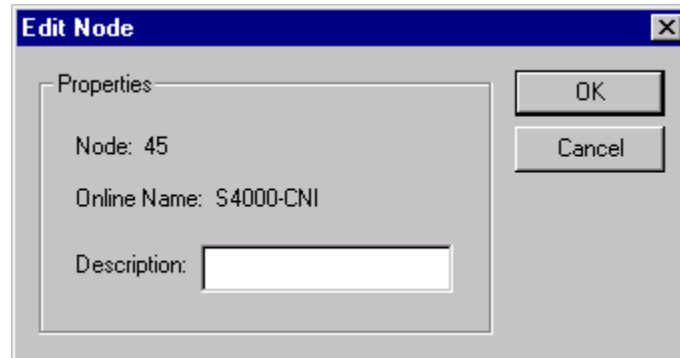 Edit Node
Properties
OK
Node: 45
Cancel
Online Name: S4000-CNI
Description: